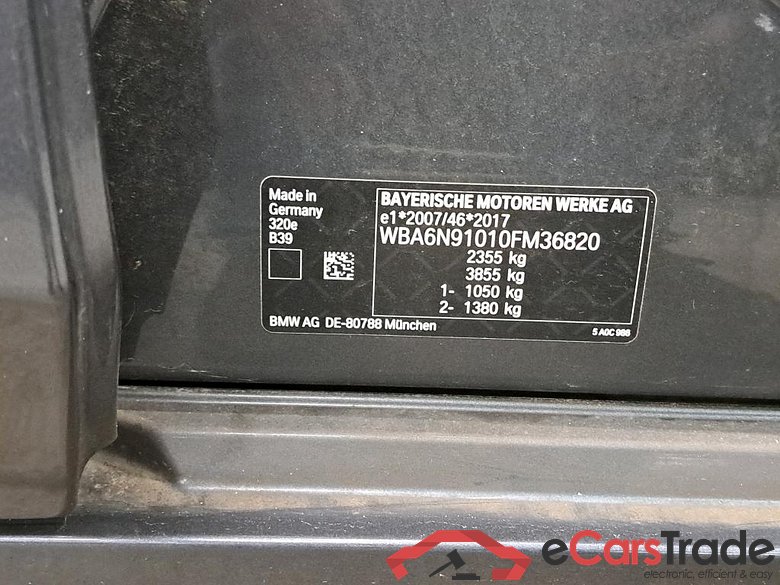 Made in
Germany
320e
B39
BAYERISCHE MOTOREN WERKE AG
e1*2007/46*2017
WBA6N91010FM36820
2355 kg
3855 kg
1- 1050 kg
2- 1380 kg
BMW AG DE-80788 München
5 A0C 986
eCarsTrade
electronic, efficient & easy